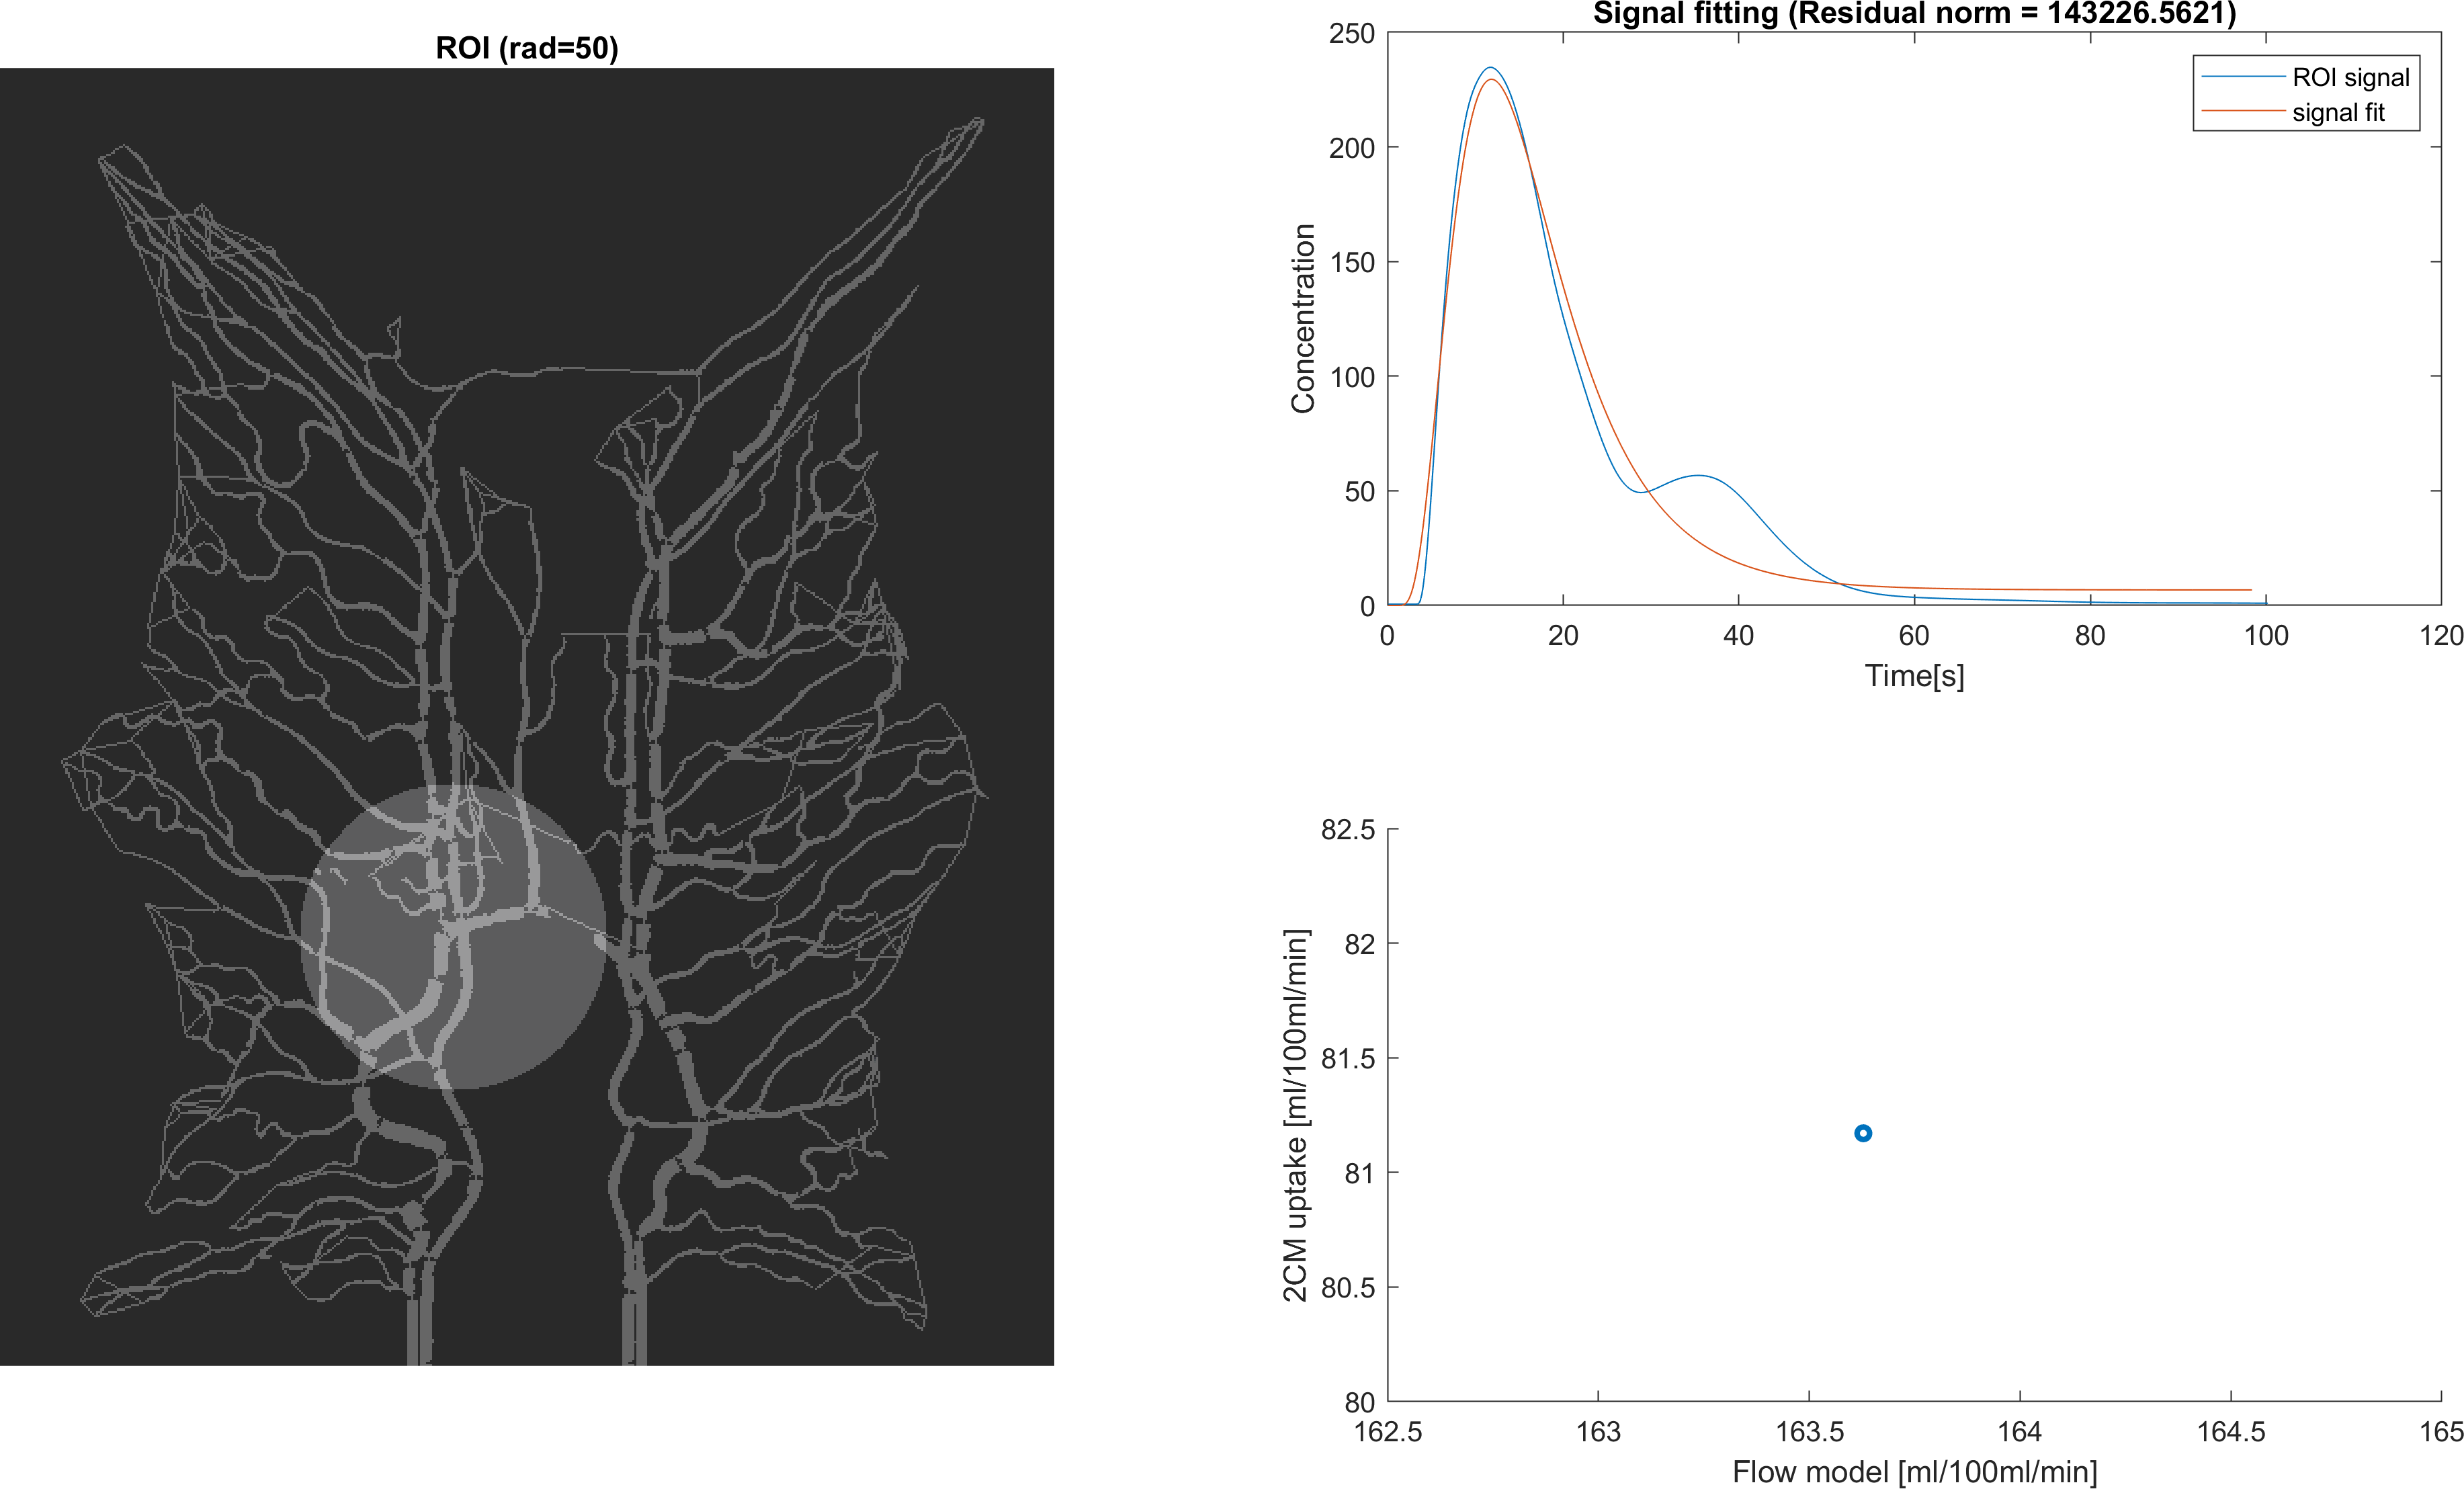 ROI (rad=50)
Signal fitting (Residual norm = 143226.5621)
250
200
150
100
50
0
Concentration
ROI signal
signal fit
0 20 40 60 80 100 120
Time[s]
82.5
82
81.5
81
80.5
80
2CM uptake [ml/100ml/min]
162.5 163 163.5 164 164.5 165
Flow model [ml/100ml/min]